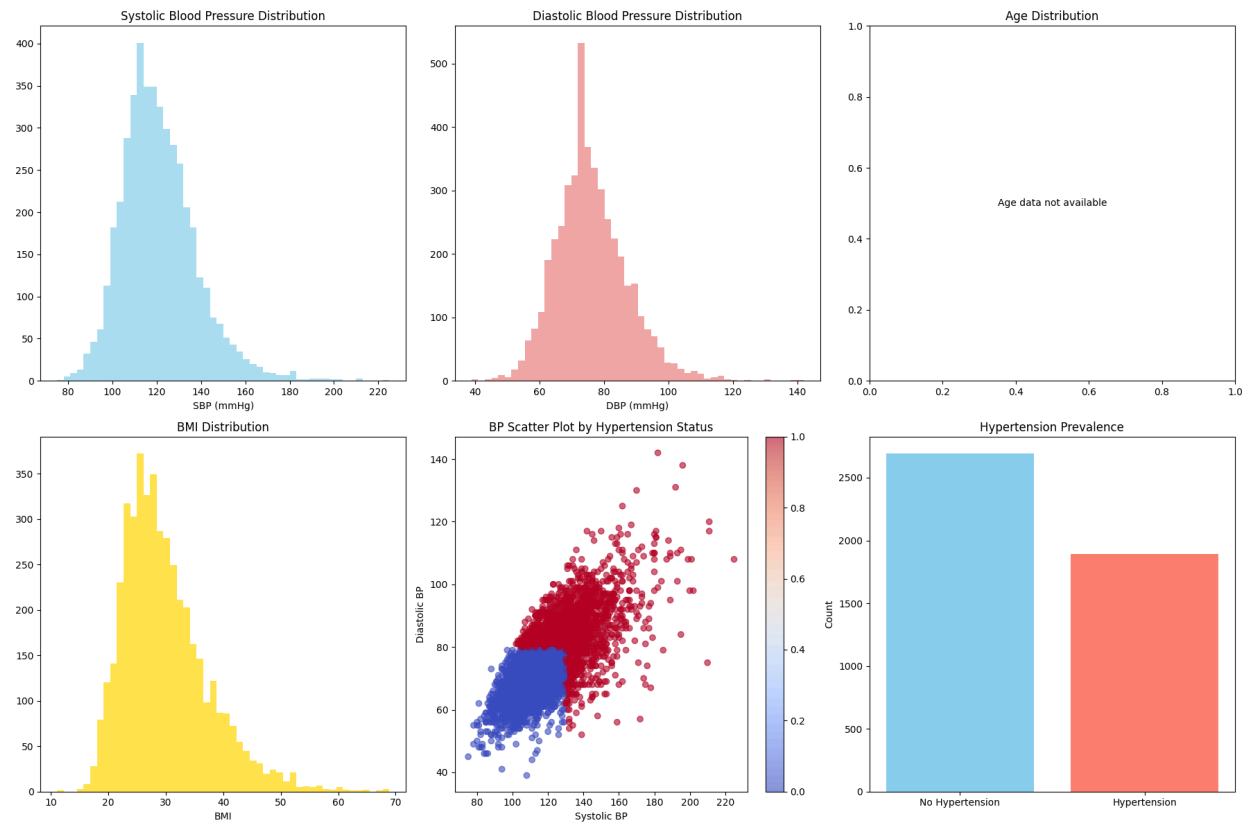 Systolic Blood Pressure Distribution
400
350
300
250
200
150
100
50
0
80 100 120 140 160 180 200 220
SBP (mmHg)
Diastolic Blood Pressure Distribution
500
400
300
200
100
0
40 60 80 100 120 140
DBP (mmHg)
Age Distribution
1.0
0.8
0.6
0.4
0.2
0.0
Age data not available
0.0 0.2 0.4 0.6 0.8 1.0
BMI Distribution
350
300
250
200
150
100
50
0
10 20 30 40 50 60 70
BMI
BP Scatter Plot by Hypertension Status
Diastolic BP
140
120
100
80
60
40
80 100 120 140 160 180 200 220
Systolic BP
1.0
0.8
0.6
0.4
0.2
0.0
Hypertension Prevalence
Count
2500
2000
1500
1000
500
0
No Hypertension Hypertension